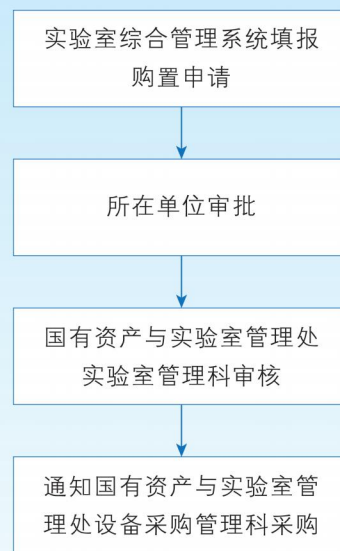 实验室综合管理系统填报
购置申请
所在单位审批
国有资产与实验室管理处
实验室管理科审核
通知国有资产与实验室管
理处设备采购管理科采购